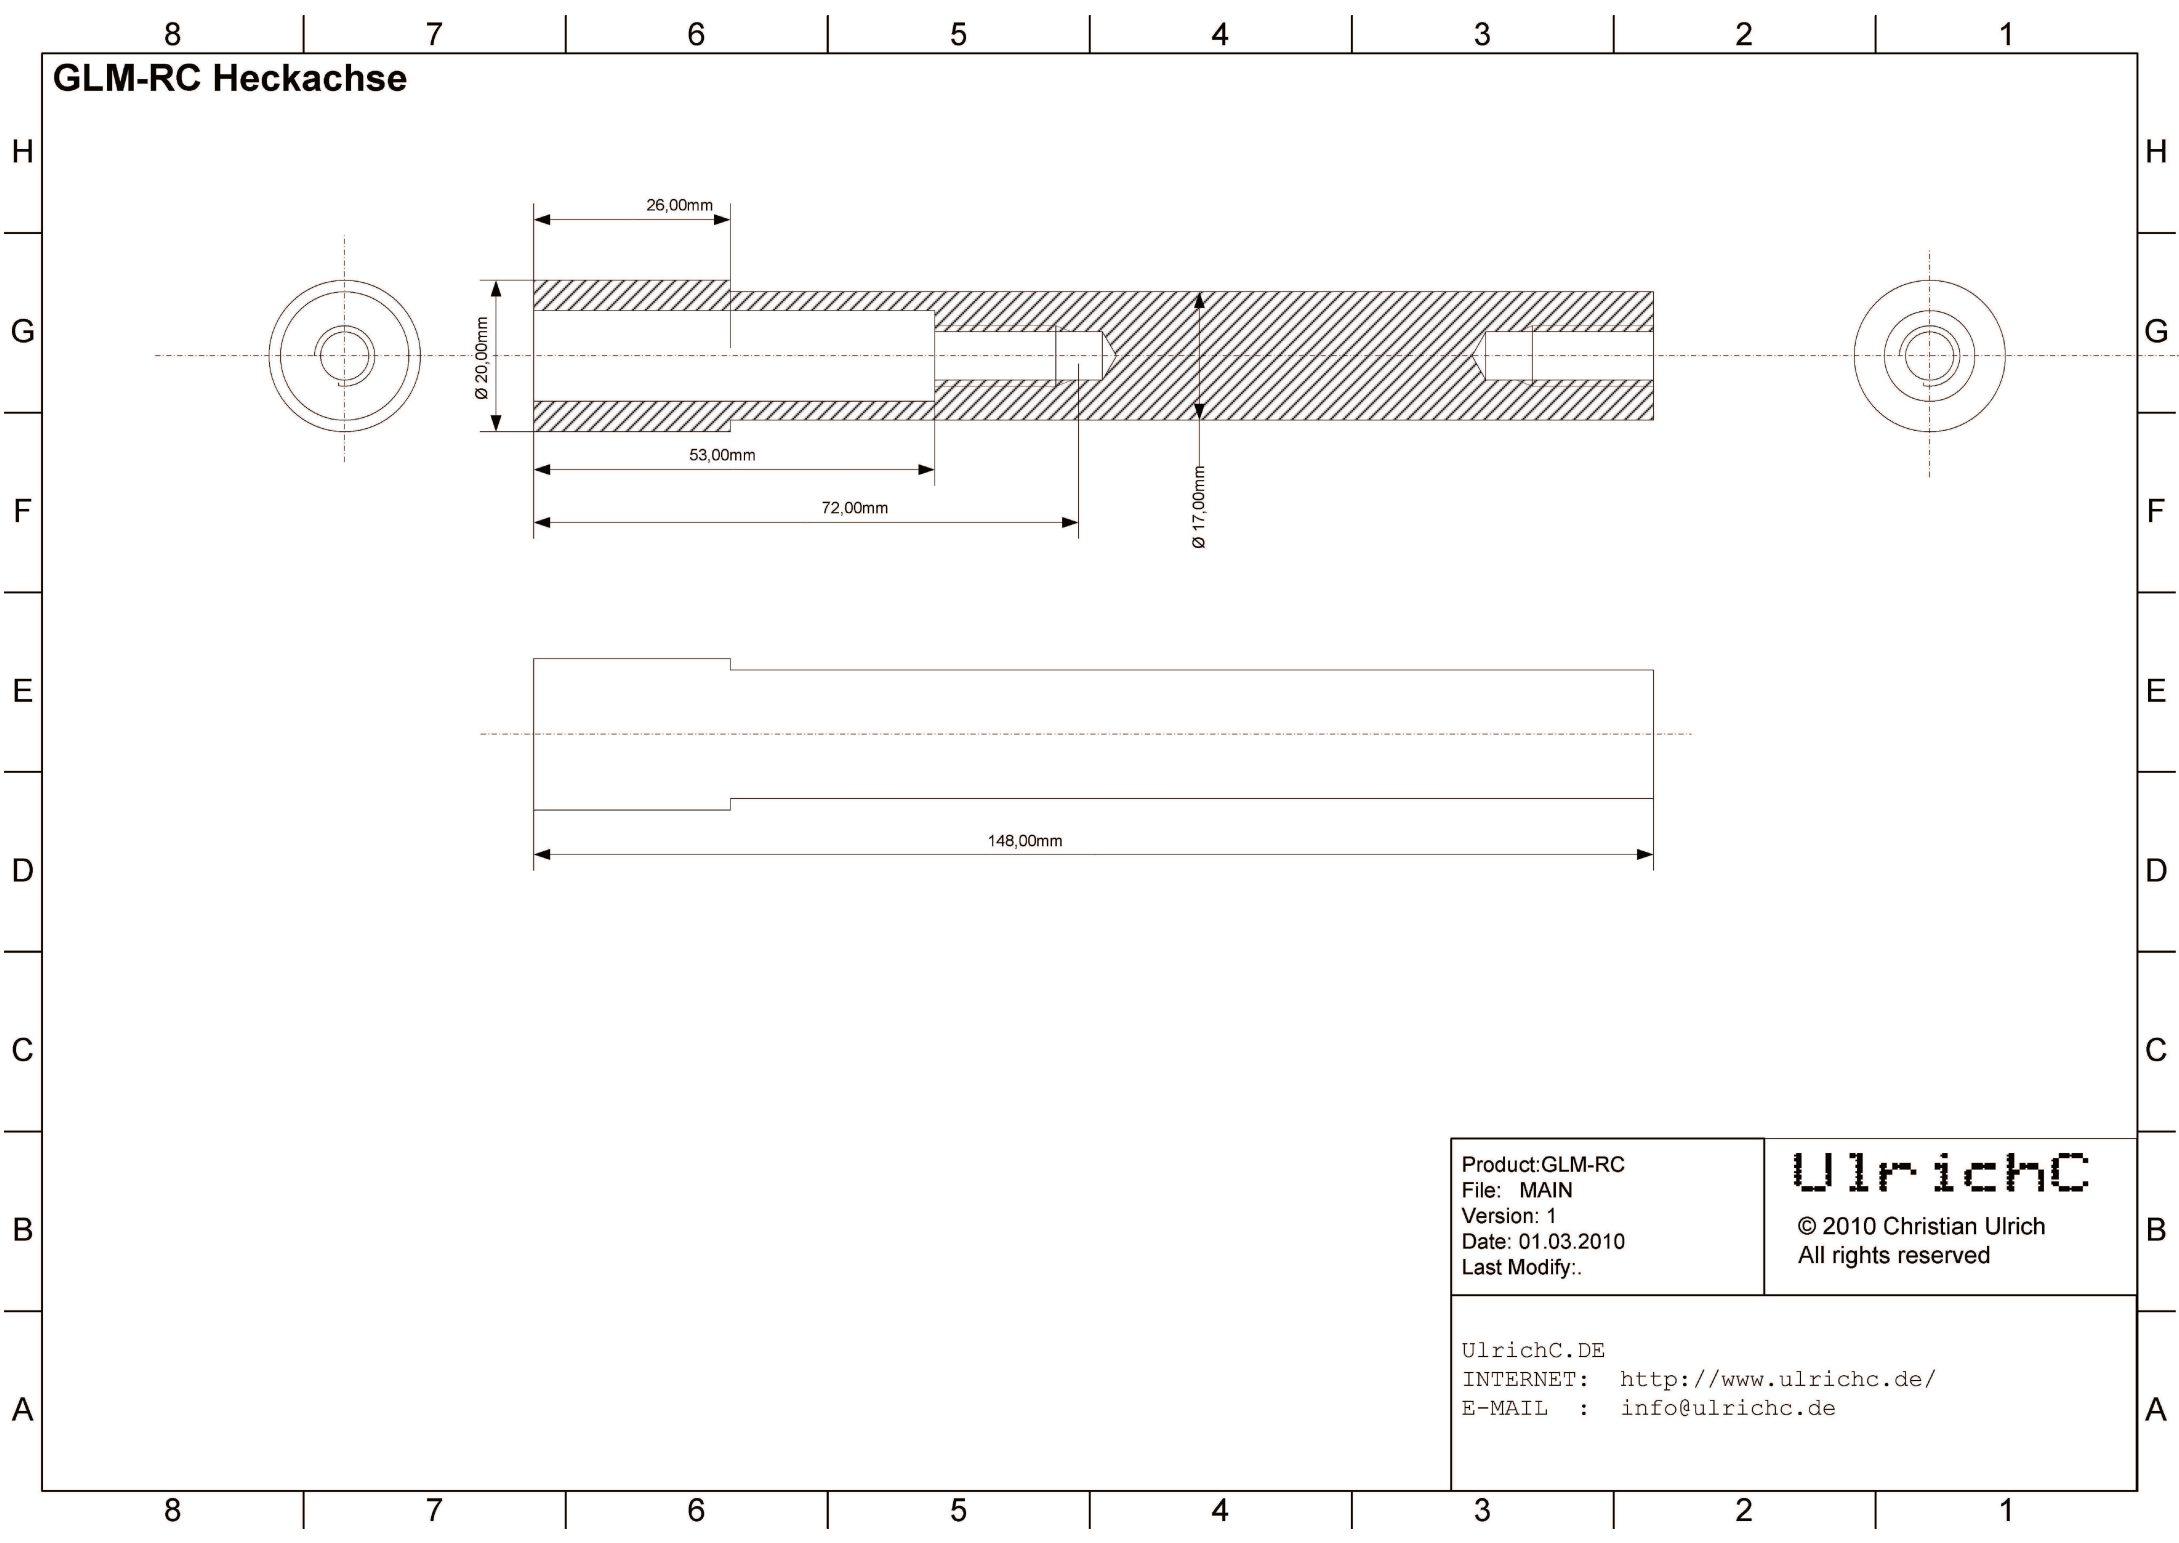 8 7 6 5 4 3 2 1
GLM-RC Heckachse
H H
26,00mm
G G
Ø 20,00mm
53,00mm
72,00mm
Ø 17,00mm
F F
E E
148,00mm
D D
C C
Product:GLM-RC
File: MAIN
Version: 1
Date: 01.03.2010
Last Modify:.
UlrichC
© 2010 Christian Ulrich
All rights reserved
B B
UlrichC.DE
INTERNET: http://www.ulrichc.de/
E-MAIL : info@ulrichc.de
A A
8 7 6 5 4 3 2 1